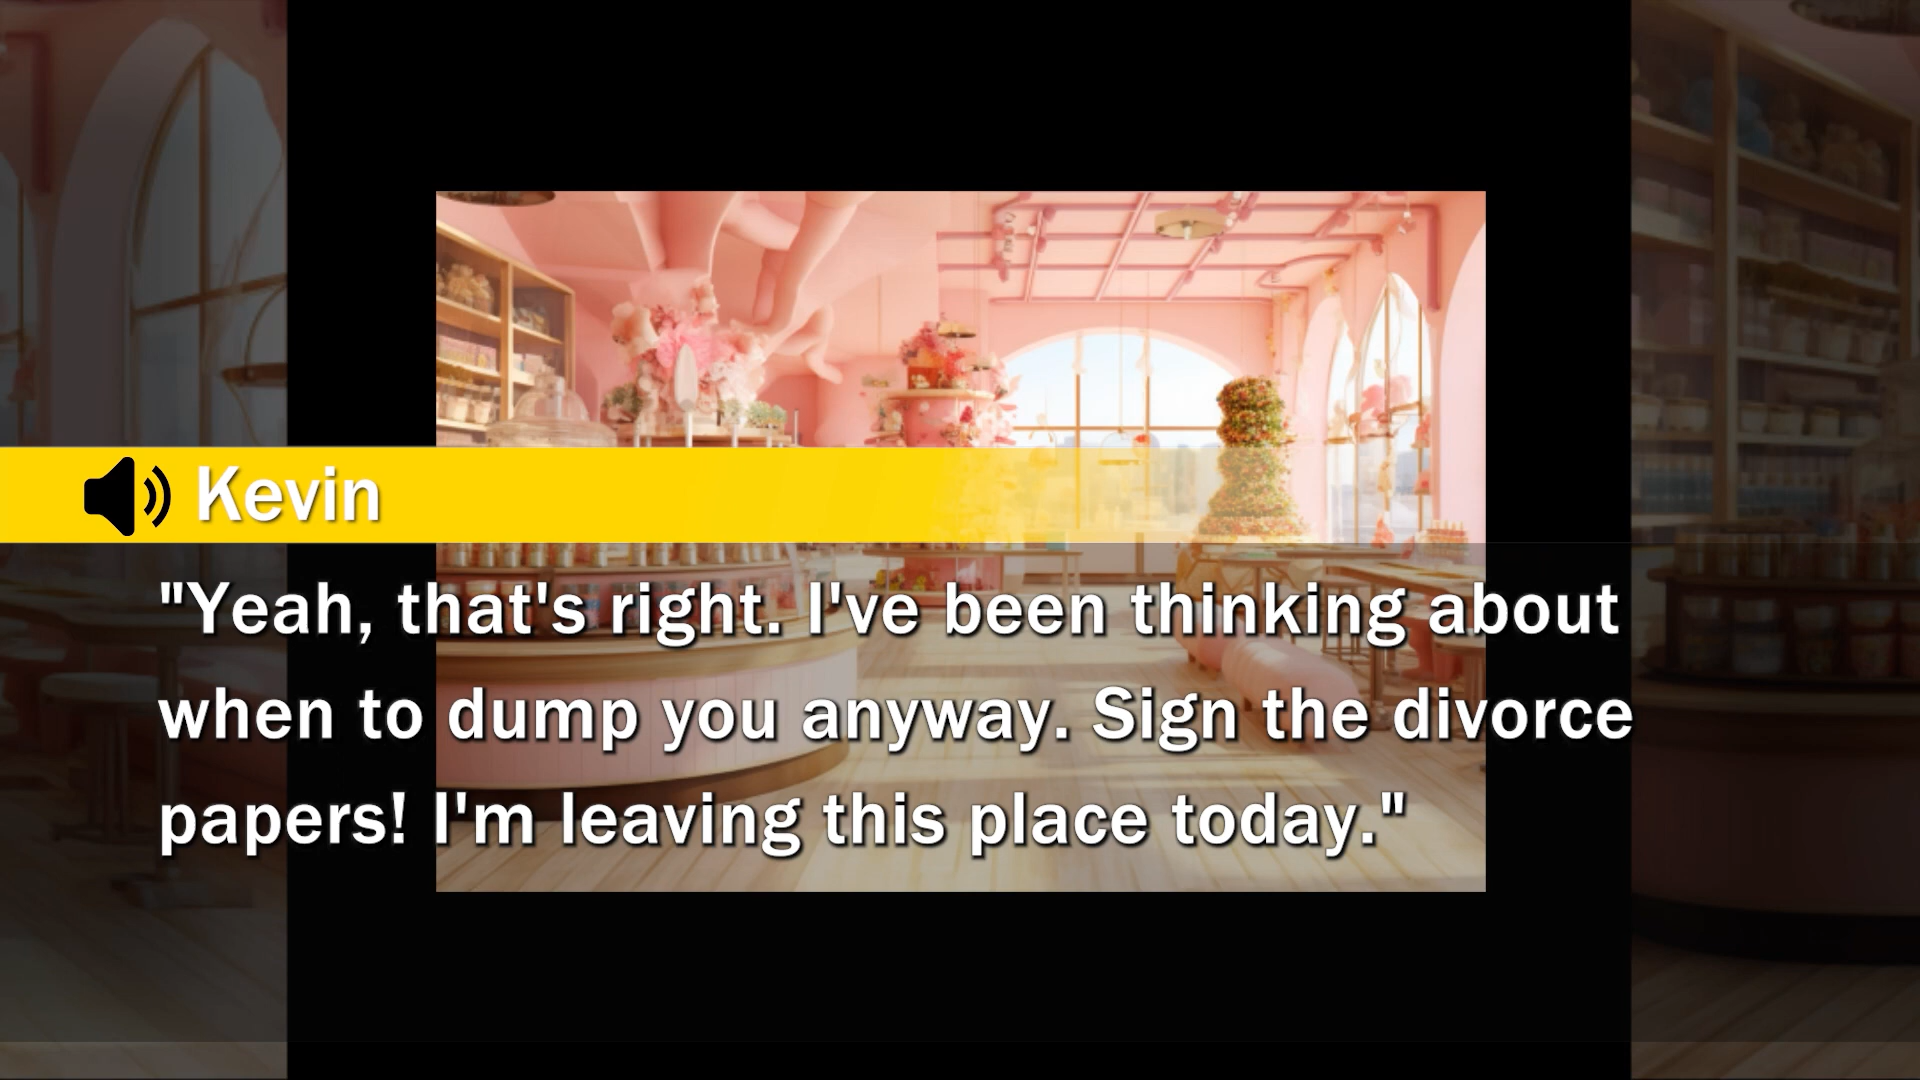 Kevin
"Yeah, that's right. I've been thinking about
when to dump you anyway. Sign the divorce
papers! I'm leaving this place today."